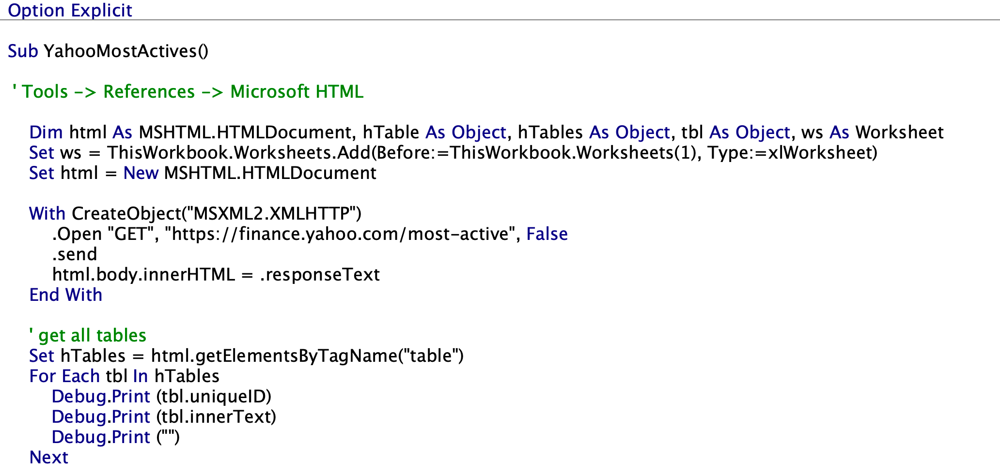 Option Explicit
Sub YahooMostActives()
' Tools -> References -> Microsoft HTML
Dim html As MSHTML.HTMLDocument, hTable As Object, hTables As Object, tbl As Object, ws As Worksheet
Set ws = ThisWorkbook.Worksheets.Add(Before:=ThisWorkbook.Worksheets(1), Type:=xlWorksheet)
Set html = New MSHTML.HTMLDocument
With CreateObject("MSXML2.XMLHTTP")
.Open "GET", "https://finance.yahoo.com/most-active", False
.send
html.body.innerHTML = .responseText
End With
' get all tables
Set hTables = html.getElementsByTagName("table")
For Each tbl In hTables
Debug.Print (tbl.uniqueID)
Debug.Print (tbl.innerText)
Debug.Print ("")
Next